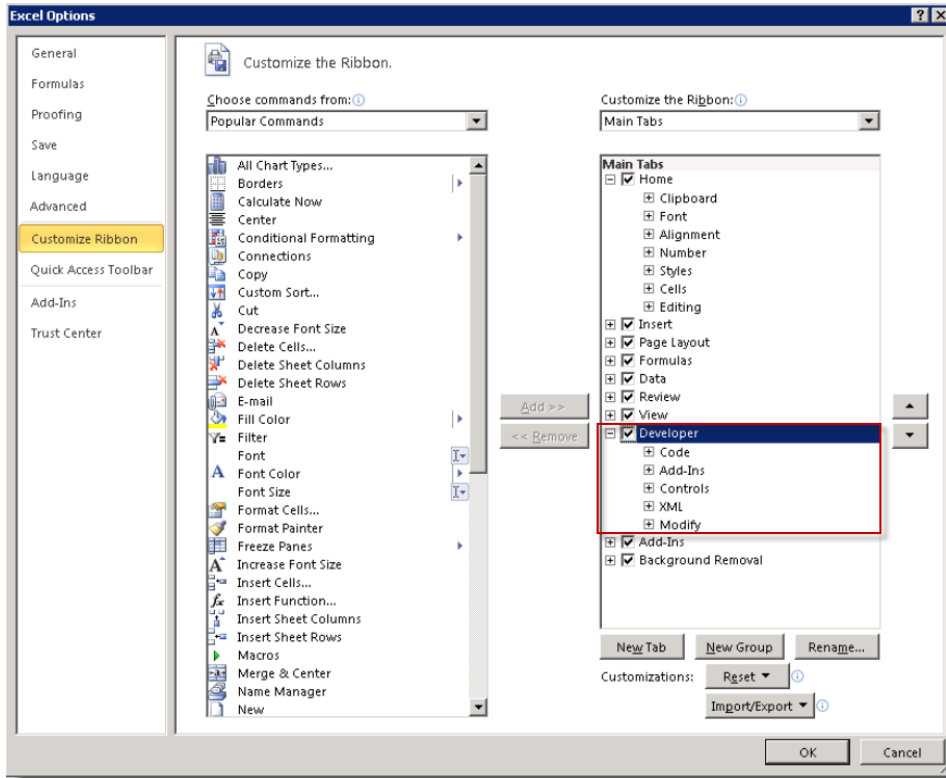 Excel Options
General
Formulas
Proofing
Save
Language
Advanced
Customize Ribbon
Quick Access Toolbar
Add-Ins
Trust Center
Customize the Ribbon.
Choose commands from:
Popular Commands
All Chart Types...
Borders
Calculate Now
Center
Conditional Formatting
Connections
Copy
Custom Sort...
Cut
Decrease Font Size
Delete Cells...
Delete Sheet Columns
Delete Sheet Rows
E-mail
Fill Color
Filter
Font
Font Color
Font Size
Format Cells...
Format Painter
Freeze Panes
Increase Font Size
Insert Cells...
Insert Function...
Insert Sheet Columns
Insert Sheet Rows
Macros
Merge & Center
Name Manager
New
Add >>
<< Remove
Customize the Ribbon:
Main Tabs
Main Tabs
Home
Clipboard
Font
Alignment
Number
Styles
Cells
Editing
Insert
Page Layout
Formulas
Data
Review
View
Developer
Code
Add-Ins
Controls
XML
Modify
Add-Ins
Background Removal
New Tab New Group Rename...
Customizations: Reset
Import/Export
OK Cancel